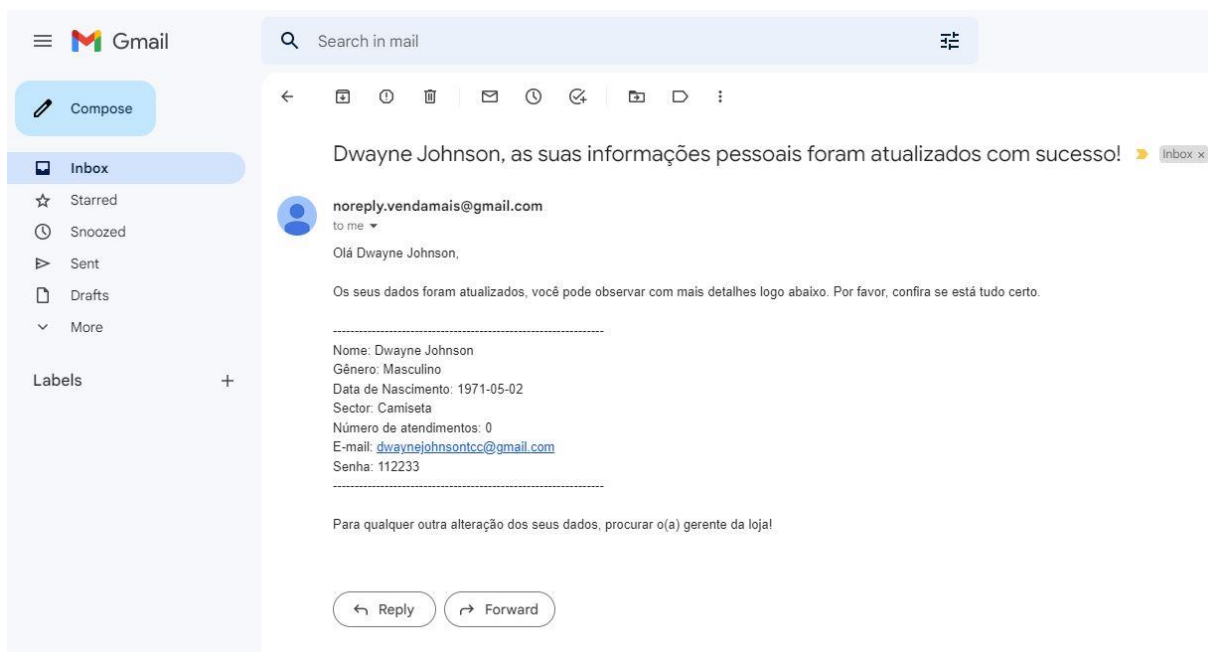 Gmail
Search in mail
Compose
Inbox
Starred
Snoozed
Sent
Drafts
More
Labels
Dwayne Johnson, as suas informações pessoais foram atualizados com sucesso! Inbox x
noreply.vendamais@gmail.com
to me
Olá Dwayne Johnson,
Os seus dados foram atualizados, você pode observar com mais detalhes logo abaixo. Por favor, confira se está tudo certo.
---------------------------------------------------------------
Nome: Dwayne Johnson
Gênero: Masculino
Data de Nascimento: 1971-05-02
Sector: Camiseta
Número de atendimentos: 0
E-mail: dwaynejohnsontcc@gmail.com
Senha: 112233
---------------------------------------------------------------
Para qualquer outra alteração dos seus dados, procurar o(a) gerente da loja!
Reply Forward